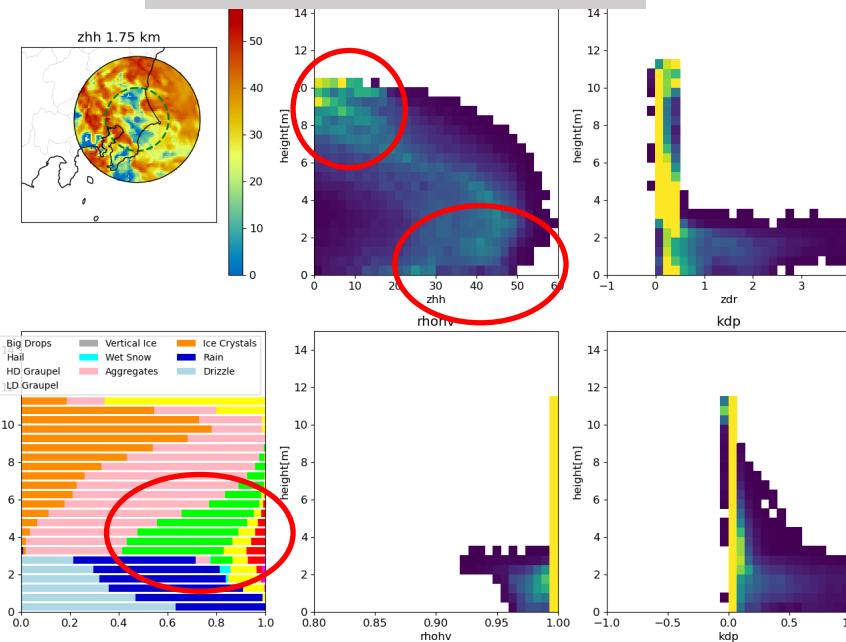 zhh 1.75 km
50
40
30
20
10
0
14
12
10
8
6
4
2
0
height[m]
0 10 20 30 40 50 60
zhh
14
12
10
8
6
4
2
0
height[m]
−1 0 1 2 3
zdr
Big Drops Vertical Ice Ice Crystals
Hail Wet Snow Rain
HD Graupel Aggregates Drizzle
LD Graupel
10
8
6
4
2
0
0.0 0.2 0.4 0.6 0.8 1.0
rhohv
14
12
10
8
6
4
2
0
height[m]
0.80 0.85 0.90 0.95 1.00
rhohv
kdp
14
12
10
8
6
4
2
0
height[m]
−1.0 −0.5 0.0 0.5
kdp